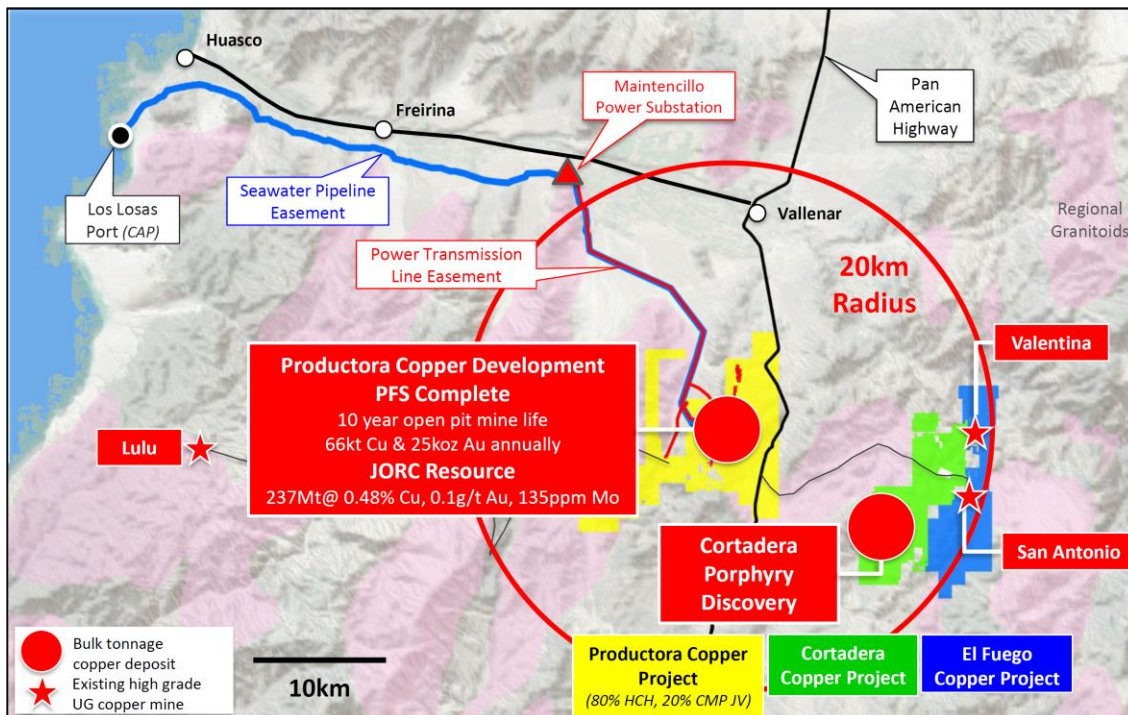 Huasco
Freirina
Maintencillo
Power Substation
Pan
American
Highway
Los Losas
Port (CAP)
Seawater Pipeline
Easement
Vallenar
Regional
Granitoids
Power Transmission
Line Easement
20km
Radius
Valentina
Productora Copper Development
PFS Complete
10 year open pit mine life
66kt Cu & 25koz Au annually
JORC Resource
237Mt@ 0.48% Cu, 0.1g/t Au, 135ppm Mo
Lulu
Cortadera
Porphyry
Discovery
San Antonio
Bulk tonnage
copper deposit
Existing high grade
UG copper mine
10km
Productora Copper
Project
(80% HCH, 20% CMP JV)
Cortadera
Copper Project
El Fuego
Copper Project